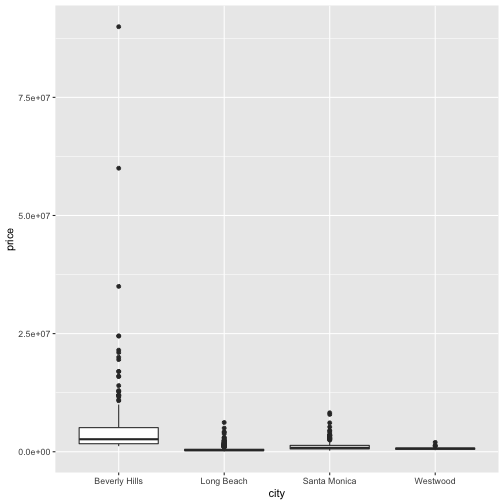 7.5e+07
5.0e+07
price
2.5e+07
0.0e+00
Beverly Hills Long Beach Santa Monica Westwood
city